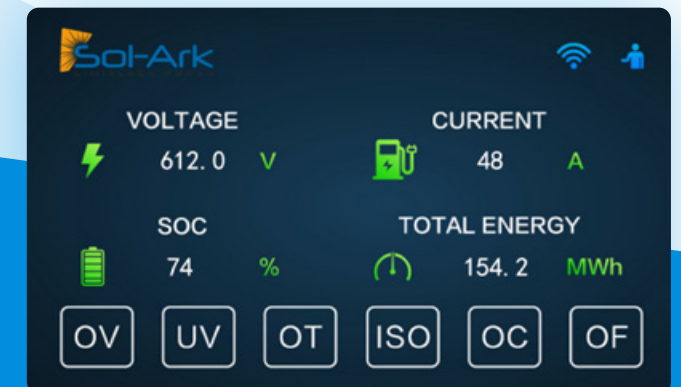 Sol-Ark
VOLTAGE
612.0 V
CURRENT
48 A
SOC
74 %
TOTAL ENERGY
154.2 MWh
OV UV OT ISO OC OF